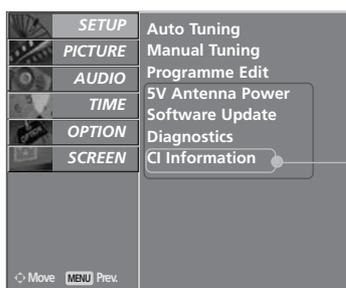 SETUP
PICTURE
AUDIO
TIME
OPTION
SCREEN
Auto Tuning
Manual Tuning
Programme Edit
5V Antenna Power
Software Update
Diagnostics
CI Information
Move MENU Prev.